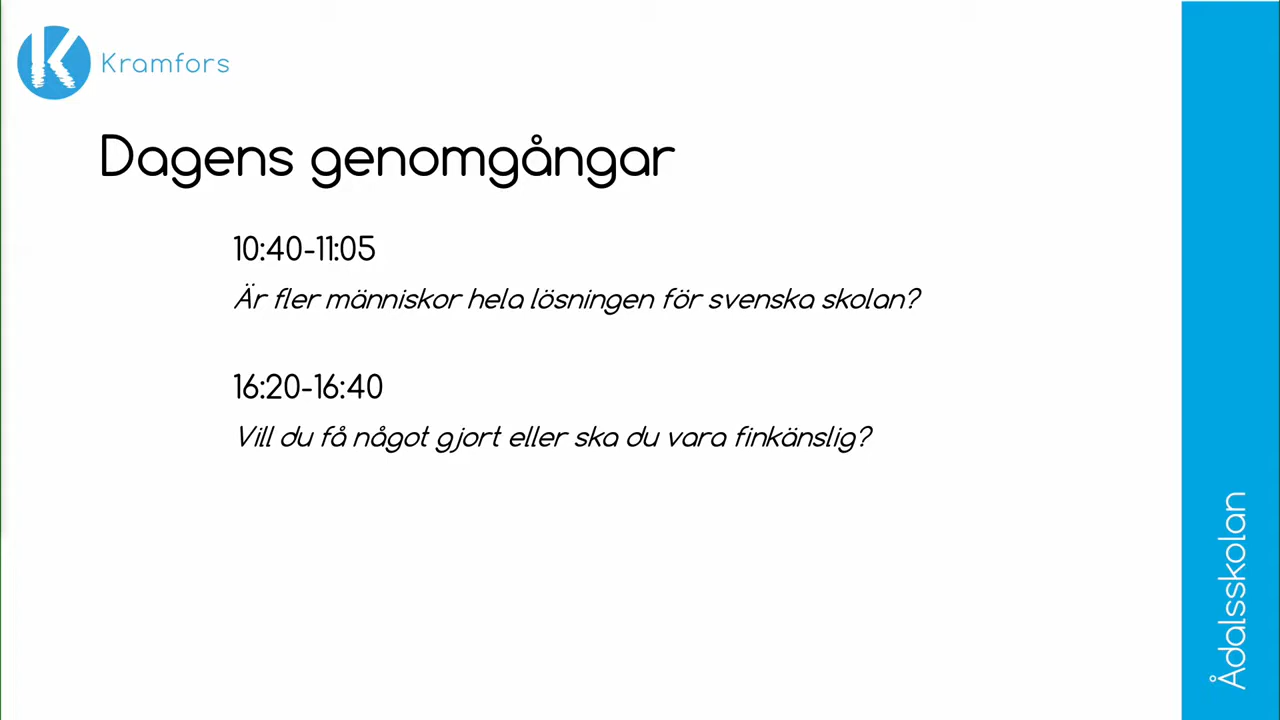 Kramfors
Dagens genomgångar
10:40-11:05
Är fler människor hela lösningen för svenska skolan?
16:20-16:40
Vill du få något gjort eller ska du vara finkänslig?
Ådalsskolan